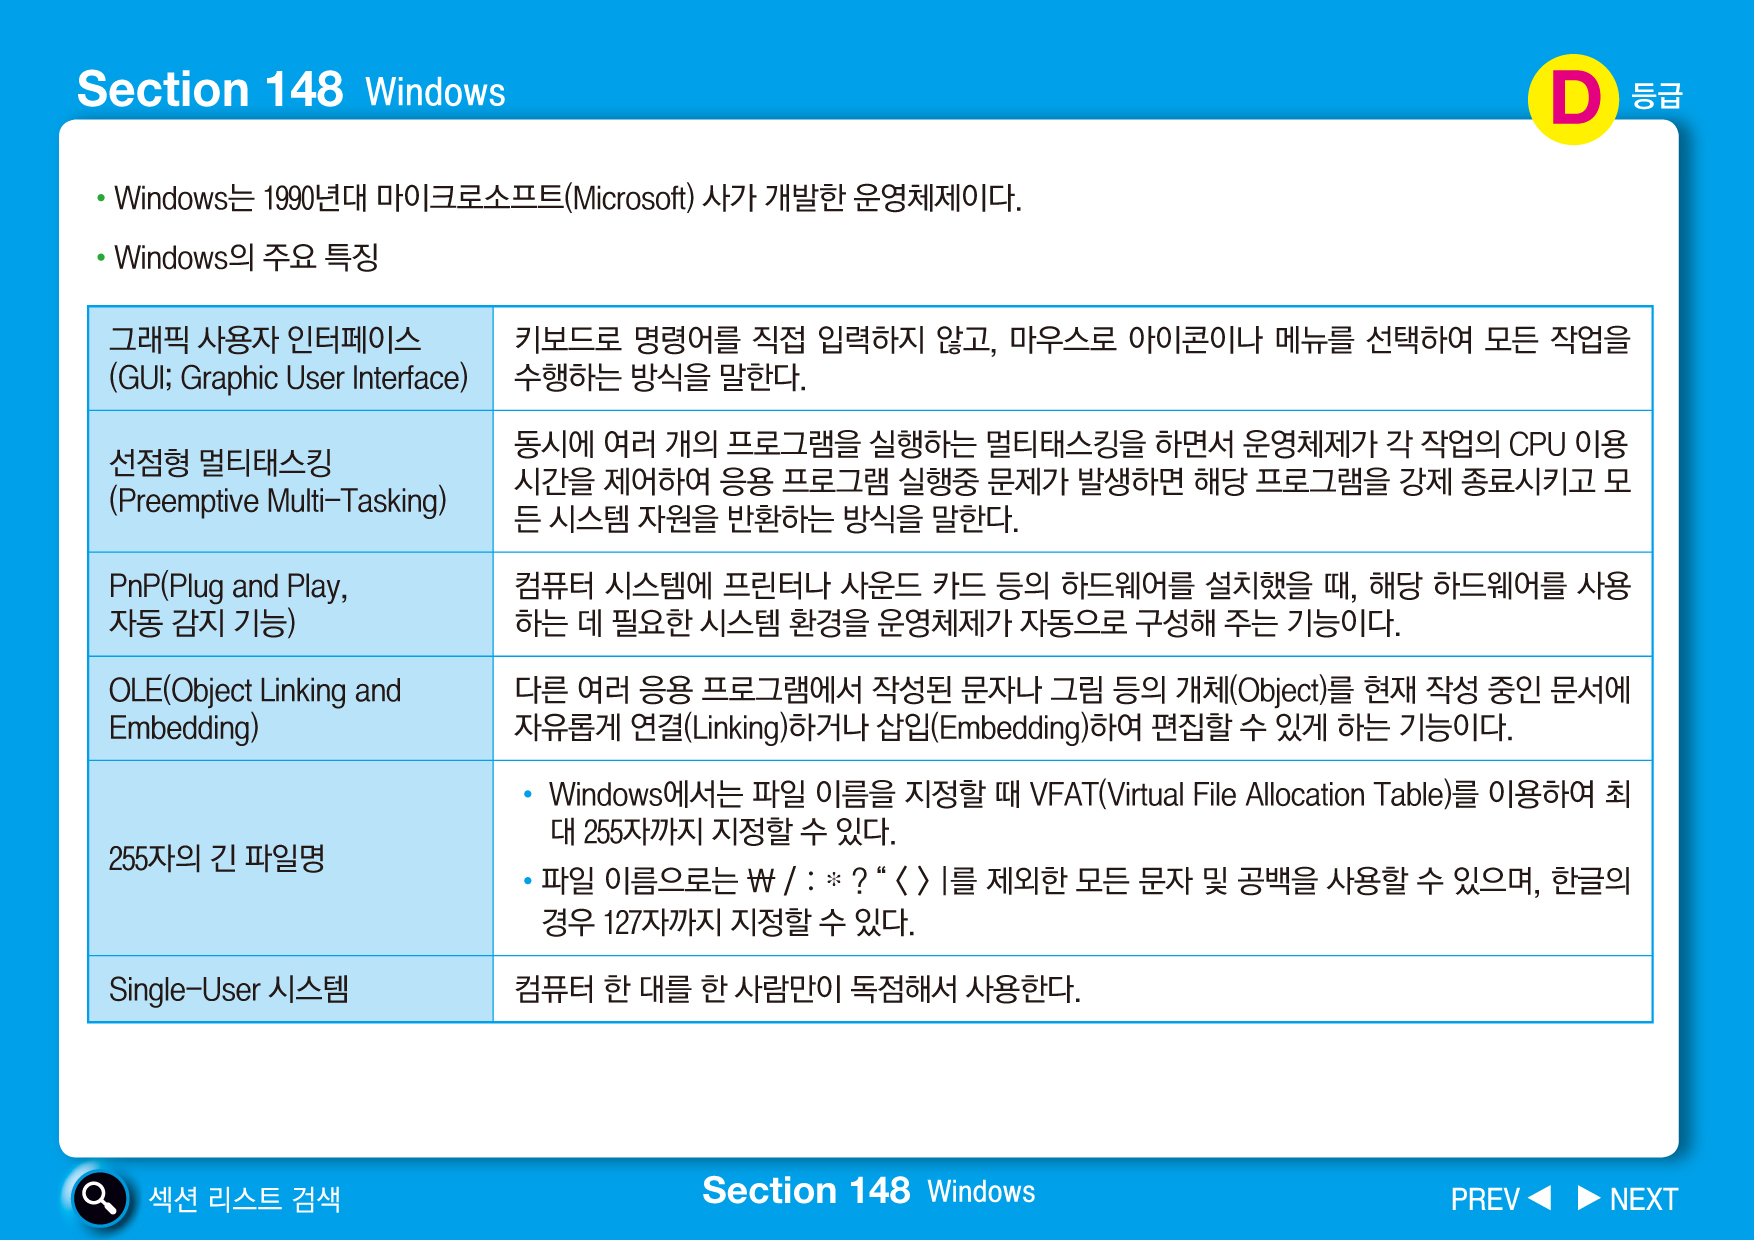 Section 148 Windows
D 등급
• Windows는 1990년대 마이크로소프트(Microsoft) 사가 개발한 운영체제이다.
• Windows의 주요 특징
그래픽 사용자 인터페이스
(GUI; Graphic User Interface)
키보드로 명령어를 직접 입력하지 않고, 마우스로 아이콘이나 메뉴를 선택하여 모든 작업을
수행하는 방식을 말한다.
선점형 멀티태스킹
(Preemptive Multi-Tasking)
동시에 여러 개의 프로그램을 실행하는 멀티태스킹을 하면서 운영체제가 각 작업의 CPU 이용
시간을 제어하여 응용 프로그램 실행중 문제가 발생하면 해당 프로그램을 강제 종료시키고 모
든 시스템 자원을 반환하는 방식을 말한다.
PnP(Plug and Play,
자동 감지 기능)
컴퓨터 시스템에 프린터나 사운드 카드 등의 하드웨어를 설치했을 때, 해당 하드웨어를 사용
하는 데 필요한 시스템 환경을 운영체제가 자동으로 구성해 주는 기능이다.
OLE(Object Linking and
Embedding)
다른 여러 응용 프로그램에서 작성된 문자나 그림 등의 개체(Object)를 현재 작성 중인 문서에
자유롭게 연결(Linking)하거나 삽입(Embedding)하여 편집할 수 있게 하는 기능이다.
255자의 긴 파일명
• Windows에서는 파일 이름을 지정할 때 VFAT(Virtual File Allocation Table)를 이용하여 최
대 255자까지 지정할 수 있다.
• 파일 이름으로는 ₩ / : * ? “ 〈 〉 |를 제외한 모든 문자 및 공백을 사용할 수 있으며, 한글의
경우 127자까지 지정할 수 있다.
Single-User 시스템
컴퓨터 한 대를 한 사람만이 독점해서 사용한다.
섹션 리스트 검색
Section 148 Windows
PREV ◀ ▶ NEXT